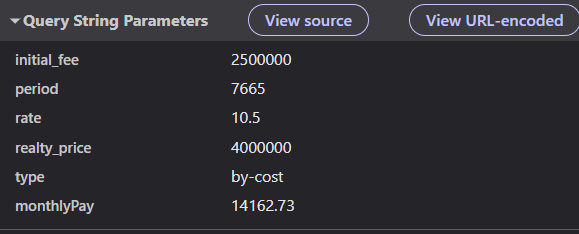 Query String Parameters View source View URL-encoded
initial_fee 2500000
period 7665
rate 10.5
realty_price 4000000
type by-cost
monthlyPay 14162.73